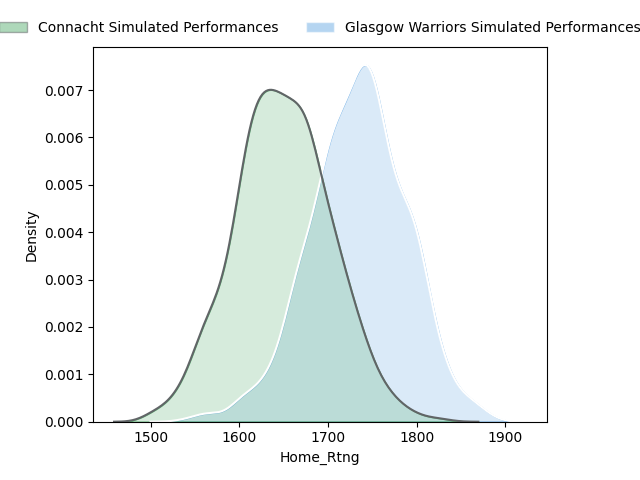 Connacht Simulated Performances Glasgow Warriors Simulated Performances
0.007
0.006
0.005
0.004
0.003
0.002
0.001
0.000
Density
1500 1600 1700 1800 1900
Home_Rtng